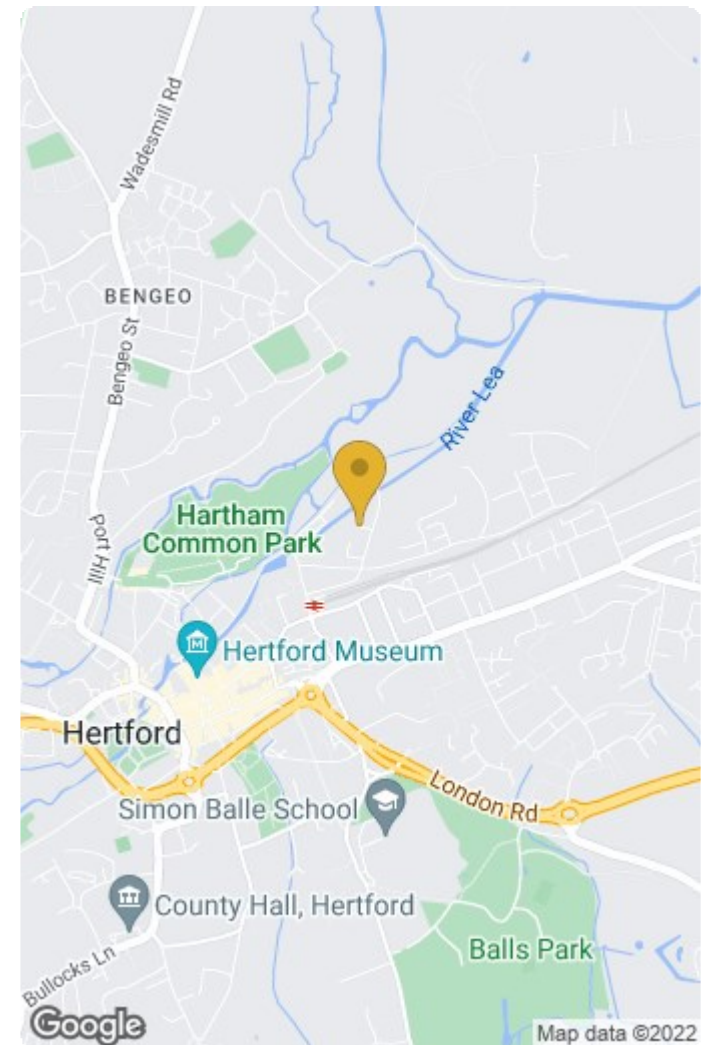 Wadesmill Rd
BENGEO
Bengeo St
River Lea
Hartham
Common Park
Port Hill
M
Hertford Museum
Hertford
London Rd
Simon Balle School
County Hall, Hertford
Balls Park
Bullocks Ln
Google
Map data ©2022